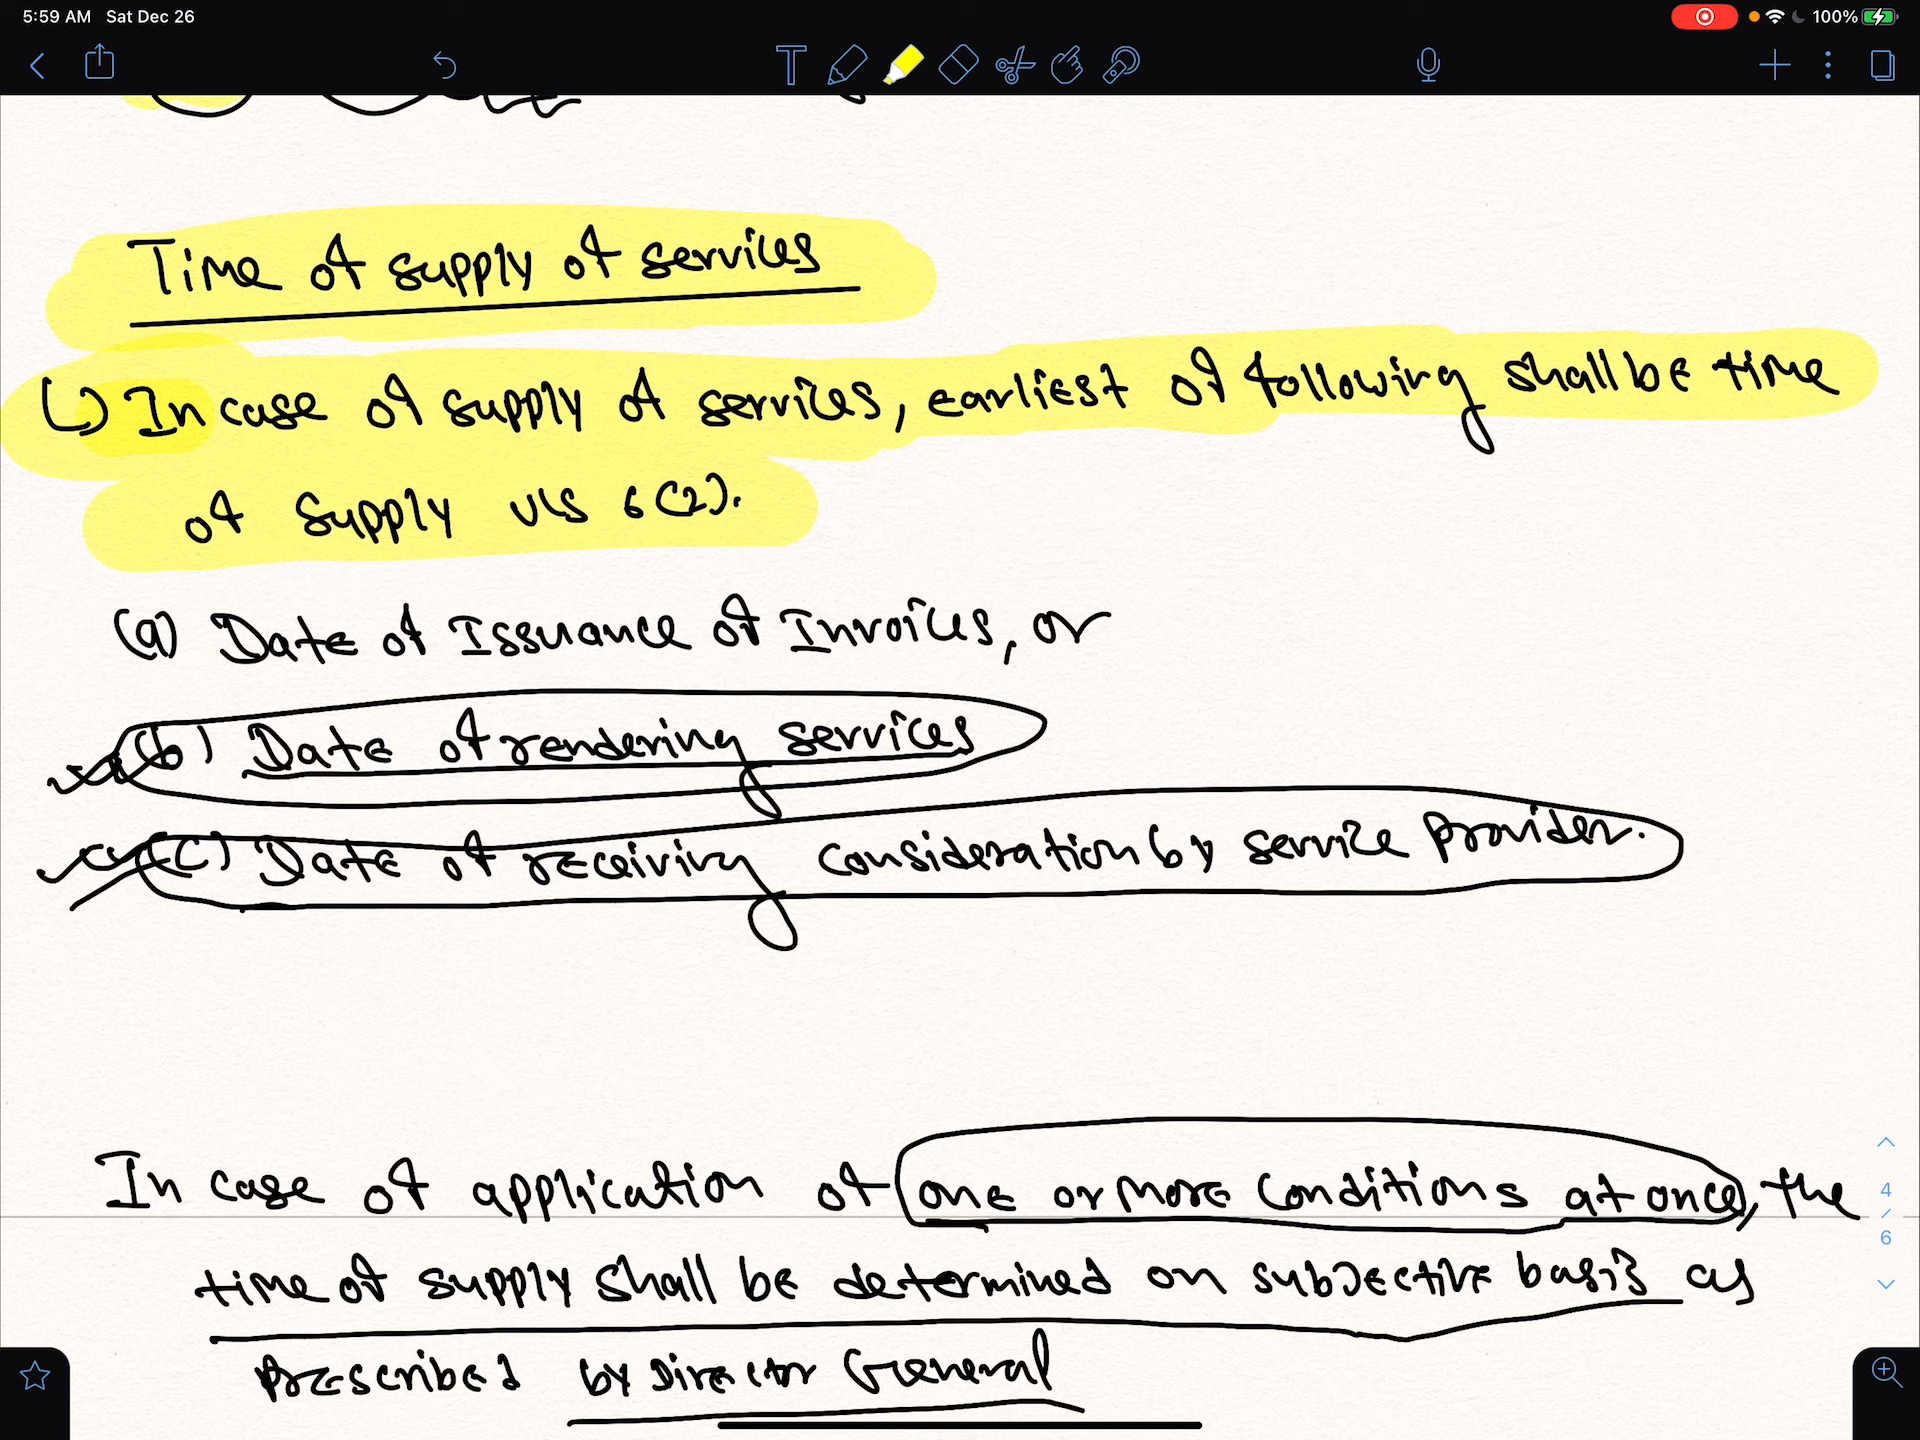 5:59 AM Sat Dec 26
100%
Time of supply of services
(.) In case of supply of services, earliest of following shall be time
of supply u/s 6(2).
(a) Date of Issuance of Invoices, or
(b) Date of rendering services
(c) Date of receiving consideration by service provider.
In case of application of one or more conditions at once, the
time of supply shall be determined on subjective basis as
prescribed by Director General
4
/
6